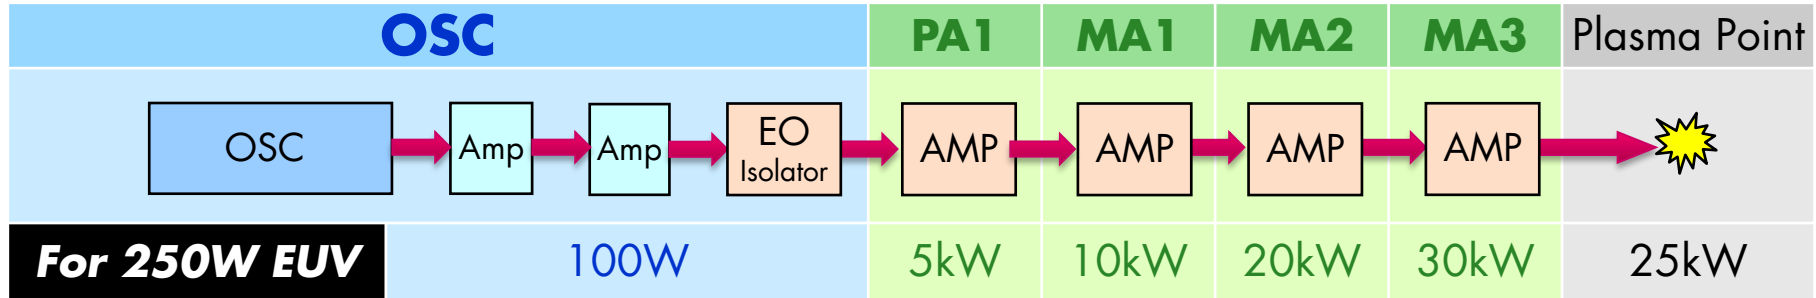 OSC PA1 MA1 MA2 MA3 Plasma Point
OSC
Amp
Amp
EO
Isolator
AMP
AMP
AMP
AMP
For 250W EUV 100W 5kW 10kW 20kW 30kW 25kW